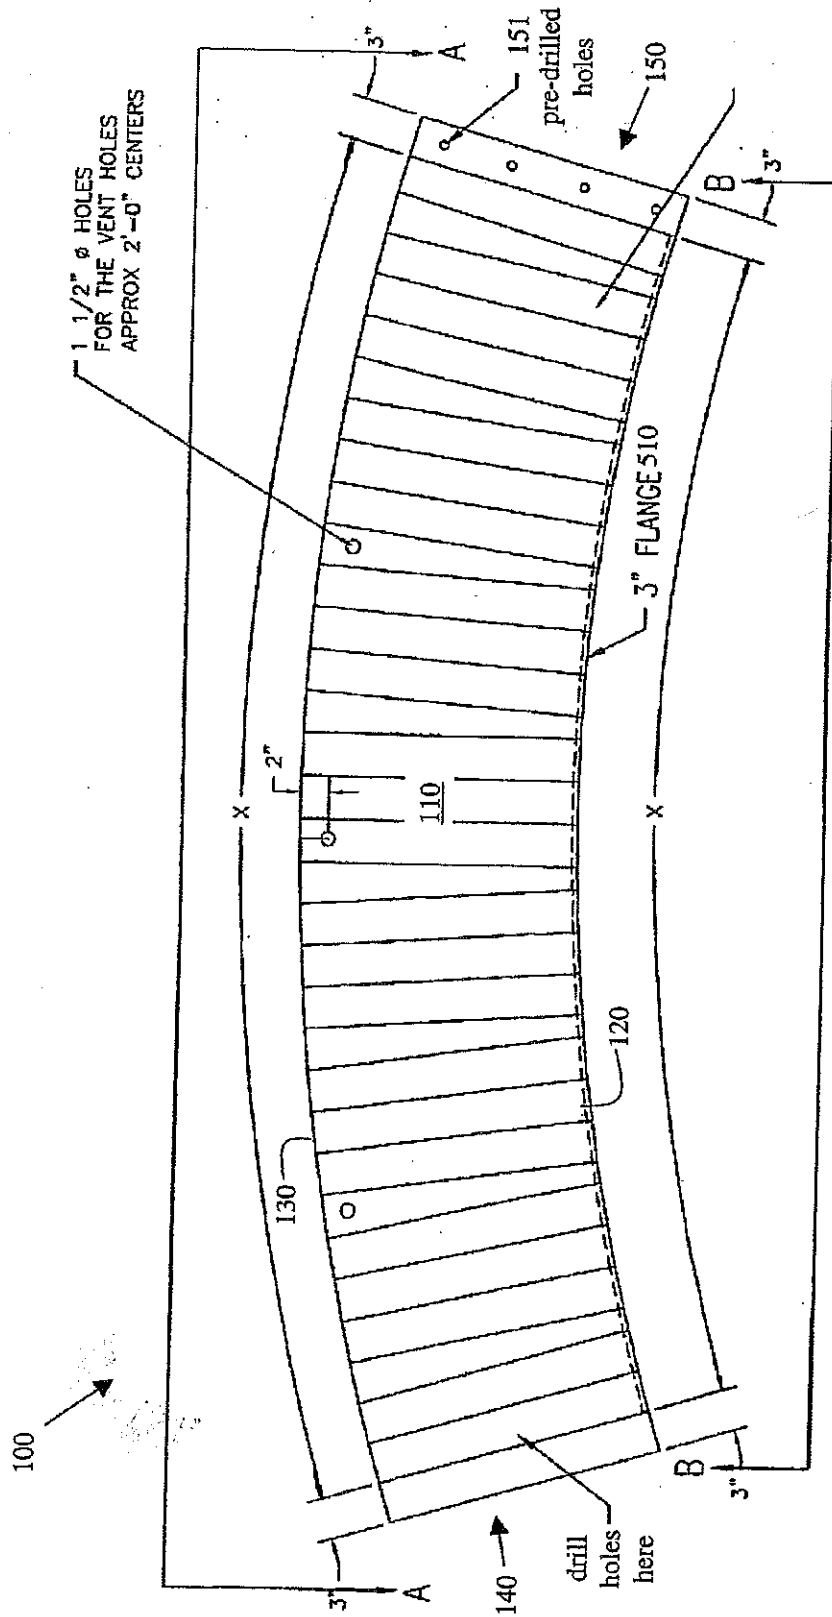 100
1 1/2" ø HOLES
FOR THE VENT HOLES
APPROX 2'-0" CENTERS
A
A
3"
3"
X
2"
130
110
151
pre-drilled
holes
150
140
drill
holes
here
120
3" FLANGE 510
X
B
B
3"
3"